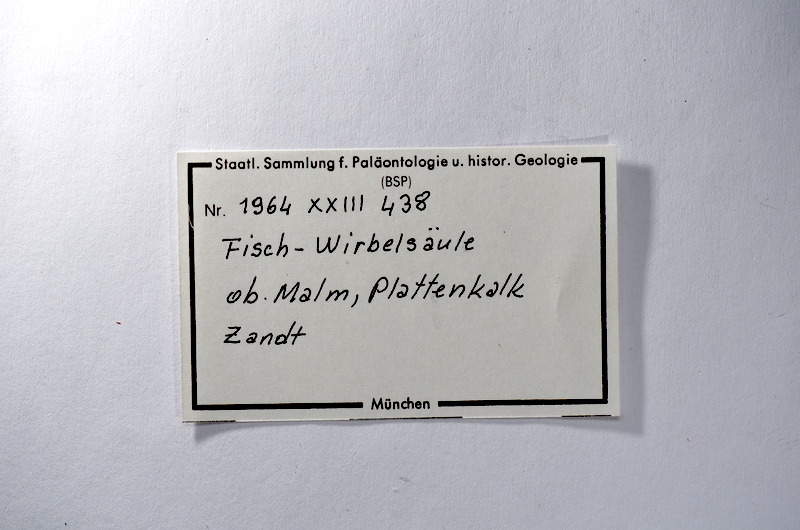 Staatl. Sammlung f. Paläontologie u. histor. Geologie
(BSP)
Nr. 1964 XXIII 438
Fisch-Wirbelsäule
ob. Malm, Plattenkalk
Zandt
München